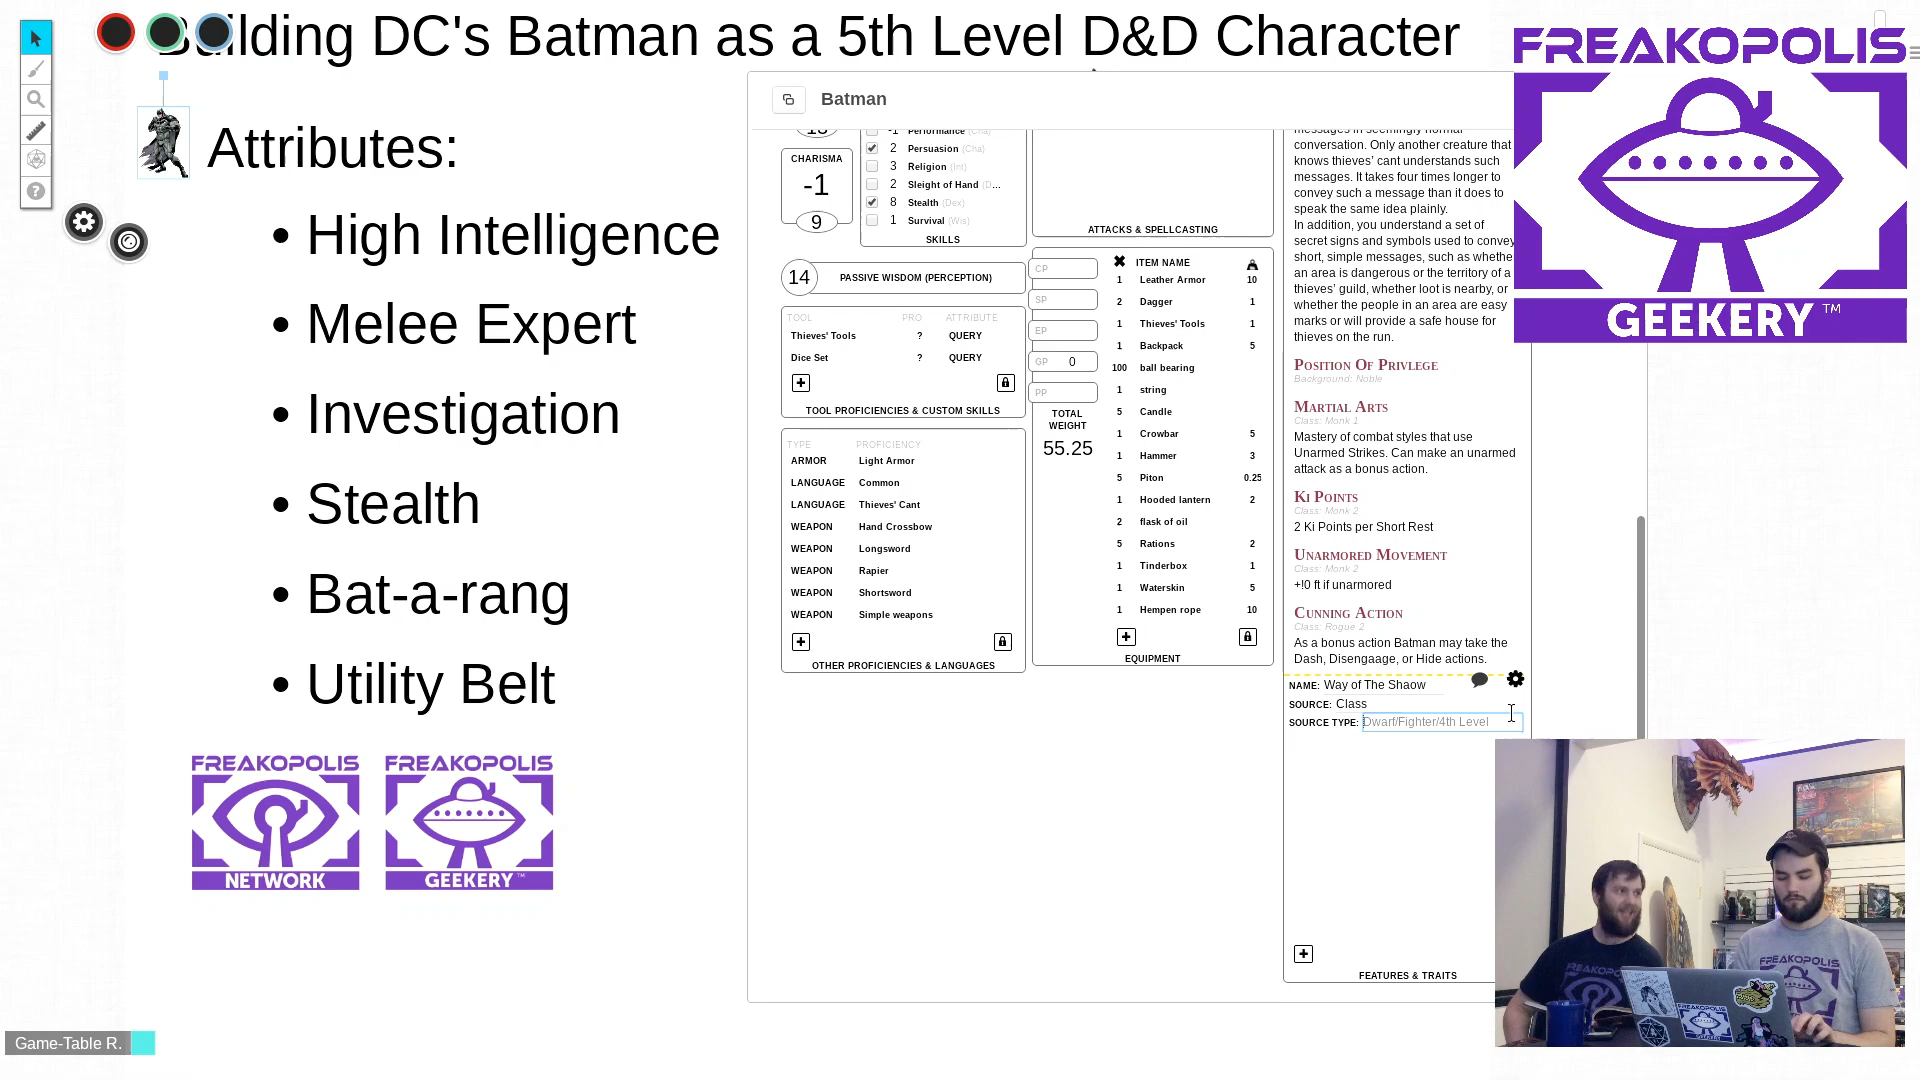 Building DC's Batman as a 5th Level D&D Character
Attributes:
• High Intelligence
• Melee Expert
• Investigation
• Stealth
• Bat-a-rang
• Utility Belt
FREAKOPOLIS
NETWORK
FREAKOPOLIS
GEEKERY™
Game-Table R.
Batman
CHARISMA
-1
9
-1 Performance (Cha)
2 Persuasion (Cha)
3 Religion (Int)
2 Sleight of Hand (D...
8 Stealth (Dex)
1 Survival (Wis)
SKILLS
14 PASSIVE WISDOM (PERCEPTION)
TOOL PRO ATTRIBUTE
Thieves' Tools ? QUERY
Dice Set ? QUERY
TOOL PROFICIENCIES & CUSTOM SKILLS
TYPE PROFICIENCY
ARMOR Light Armor
LANGUAGE Common
LANGUAGE Thieves' Cant
WEAPON Hand Crossbow
WEAPON Longsword
WEAPON Rapier
WEAPON Shortsword
WEAPON Simple weapons
OTHER PROFICIENCIES & LANGUAGES
ATTACKS & SPELLCASTING
CP
SP
EP
GP 0
PP
TOTAL
WEIGHT
55.25
ITEM NAME
1 Leather Armor 10
2 Dagger 1
1 Thieves' Tools 1
1 Backpack 5
100 ball bearing
1 string
5 Candle
1 Crowbar 5
1 Hammer 3
5 Piton 0.25
1 Hooded lantern 2
2 flask of oil
5 Rations 2
1 Tinderbox 1
1 Waterskin 5
1 Hempen rope 10
EQUIPMENT
messages in seemingly normal
conversation. Only another creature that
knows thieves' cant understands such
messages. It takes four times longer to
convey such a message than it does to
speak the same idea plainly.
In addition, you understand a set of
secret signs and symbols used to convey
short, simple messages, such as whethe
an area is dangerous or the territory of a
thieves' guild, whether loot is nearby, or
whether the people in an area are easy
marks or will provide a safe house for
thieves on the run.
POSITION OF PRIVLEGE
Background: Noble
MARTIAL ARTS
Class: Monk 1
Mastery of combat styles that use
Unarmed Strikes. Can make an unarmed
attack as a bonus action.
KI POINTS
Class: Monk 2
2 Ki Points per Short Rest
UNARMORED MOVEMENT
Class: Monk 2
+!0 ft if unarmored
CUNNING ACTION
Class: Rogue 2
As a bonus action Batman may take the
Dash, Disengaage, or Hide actions.
NAME: Way of The Shaow
SOURCE: Class
SOURCE TYPE: Dwarf/Fighter/4th Level
FEATURES & TRAITS
FREAKOPOLIS
GEEKERY™